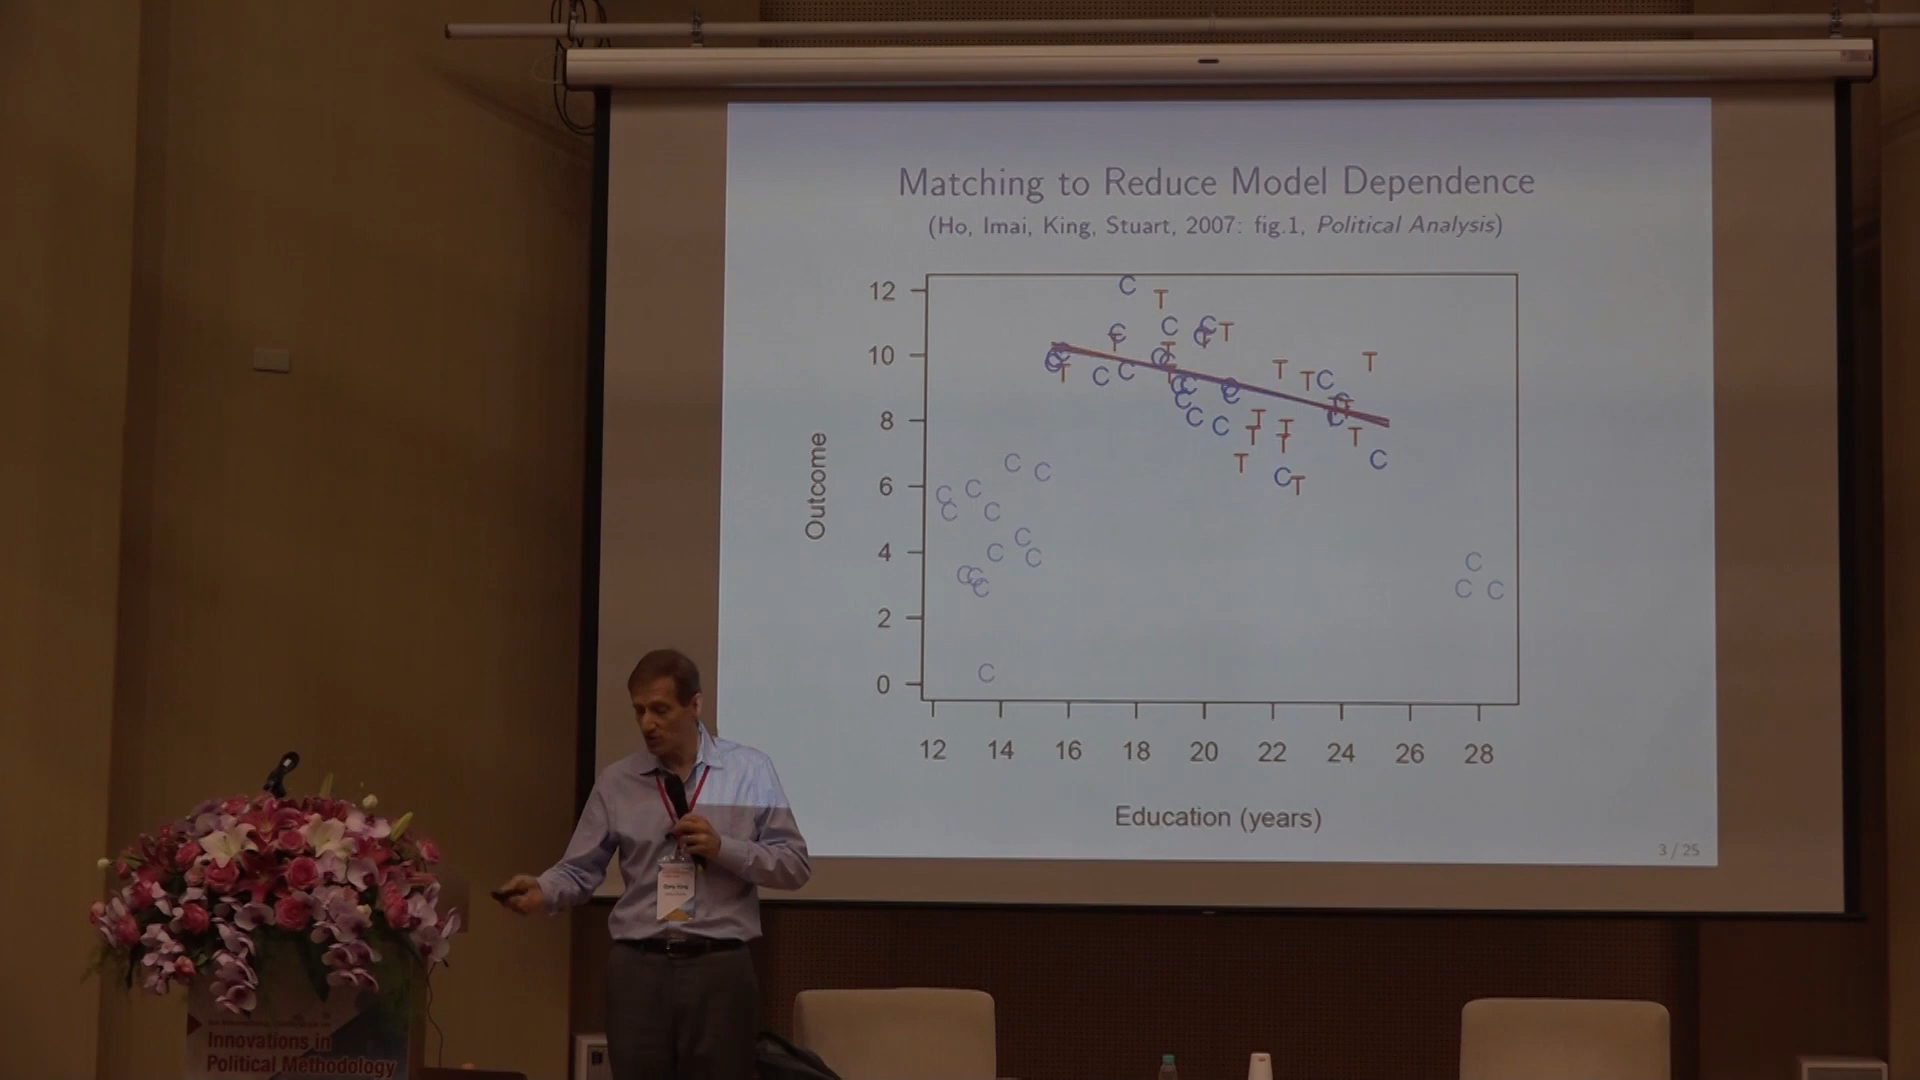 Matching to Reduce Model Dependence
(Ho, Imai, King, Stuart, 2007: fig.1, Political Analysis)
12
10
8
6
4
2
0
Outcome
12 14 16 18 20 22 24 26 28
Education (years)
3 / 25
Gary King
Innovations in
Political Methodology